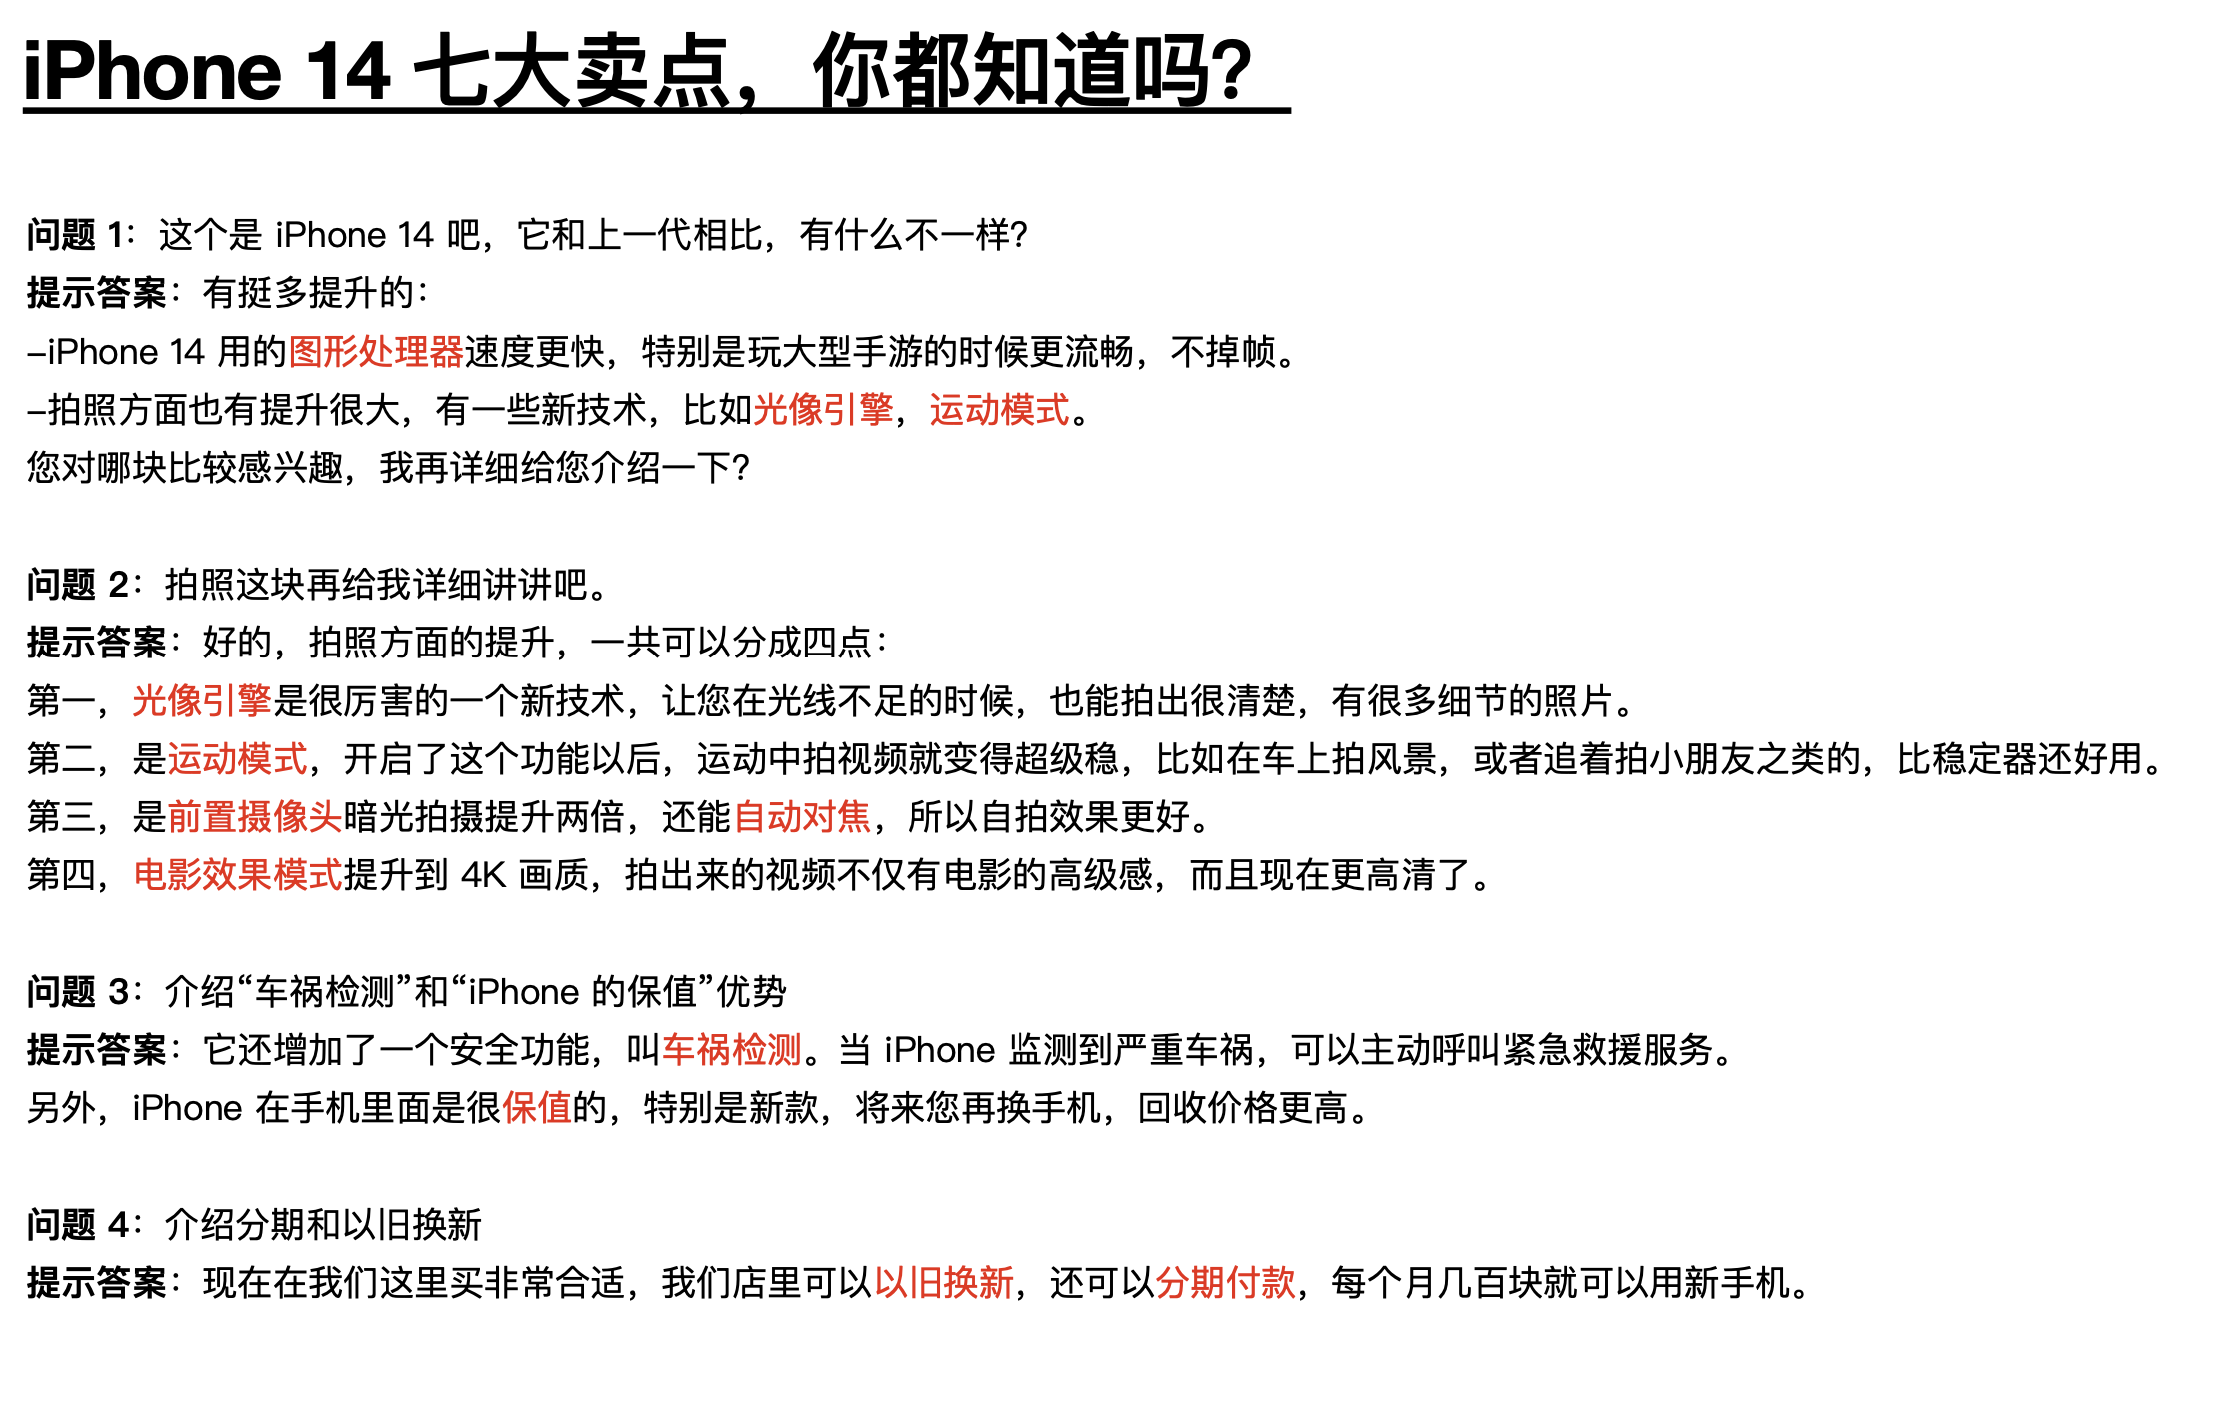 iPhone 14 七大卖点，你都知道吗？
问题 1：这个是 iPhone 14 吧，它和上一代相比，有什么不一样？
提示答案：有挺多提升的：
–iPhone 14 用的图形处理器速度更快，特别是玩大型手游的时候更流畅，不掉帧。
–拍照方面也有提升很大，有一些新技术，比如光像引擎，运动模式。
您对哪块比较感兴趣，我再详细给您介绍一下？
问题 2：拍照这块再给我详细讲讲吧。
提示答案：好的，拍照方面的提升，一共可以分成四点：
第一，光像引擎是很厉害的一个新技术，让您在光线不足的时候，也能拍出很清楚，有很多细节的照片。
第二，是运动模式，开启了这个功能以后，运动中拍视频就变得超级稳，比如在车上拍风景，或者追着拍小朋友之类的，比稳定器还好用。
第三，是前置摄像头暗光拍摄提升两倍，还能自动对焦，所以自拍效果更好。
第四，电影效果模式提升到 4K 画质，拍出来的视频不仅有电影的高级感，而且现在更高清了。
问题 3：介绍“车祸检测”和“iPhone 的保值”优势
提示答案：它还增加了一个安全功能，叫车祸检测。当 iPhone 监测到严重车祸，可以主动呼叫紧急救援服务。
另外，iPhone 在手机里面是很保值的，特别是新款，将来您再换手机，回收价格更高。
问题 4：介绍分期和以旧换新
提示答案：现在在我们这里买非常合适，我们店里可以以旧换新，还可以分期付款，每个月几百块就可以用新手机。